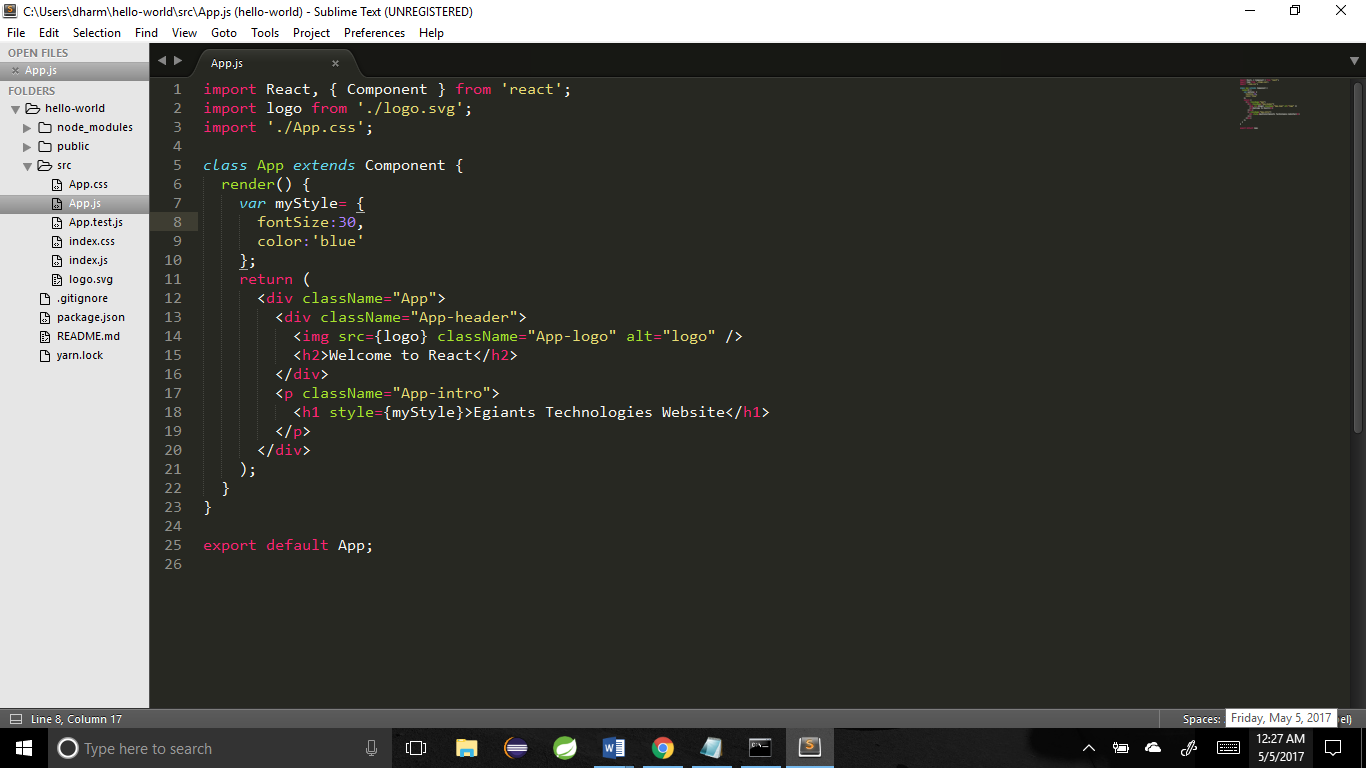 C:\Users\dharm\hello-world\src\App.js (hello-world) - Sublime Text (UNREGISTERED)
File Edit Selection Find View Goto Tools Project Preferences Help
OPEN FILES
App.js
FOLDERS
hello-world
node_modules
public
src
App.css
App.js
App.test.js
index.css
index.js
logo.svg
.gitignore
package.json
README.md
yarn.lock
App.js
1 import React, { Component } from 'react';
2 import logo from './logo.svg';
3 import './App.css';
4
5 class App extends Component {
6   render() {
7     var myStyle= {
8       fontSize:30,
9       color:'blue'
10     };
11     return (
12       <div className="App">
13         <div className="App-header">
14           <img src={logo} className="App-logo" alt="logo" />
15           <h2>Welcome to React</h2>
16         </div>
17         <p className="App-intro">
18           <h1 style={myStyle}>Egiants Technologies Website</h1>
19         </p>
20       </div>
21     );
22   }
23 }
24
25 export default App;
26
Line 8, Column 17
Spaces:
Friday, May 5, 2017
Type here to search
12:27 AM
5/5/2017